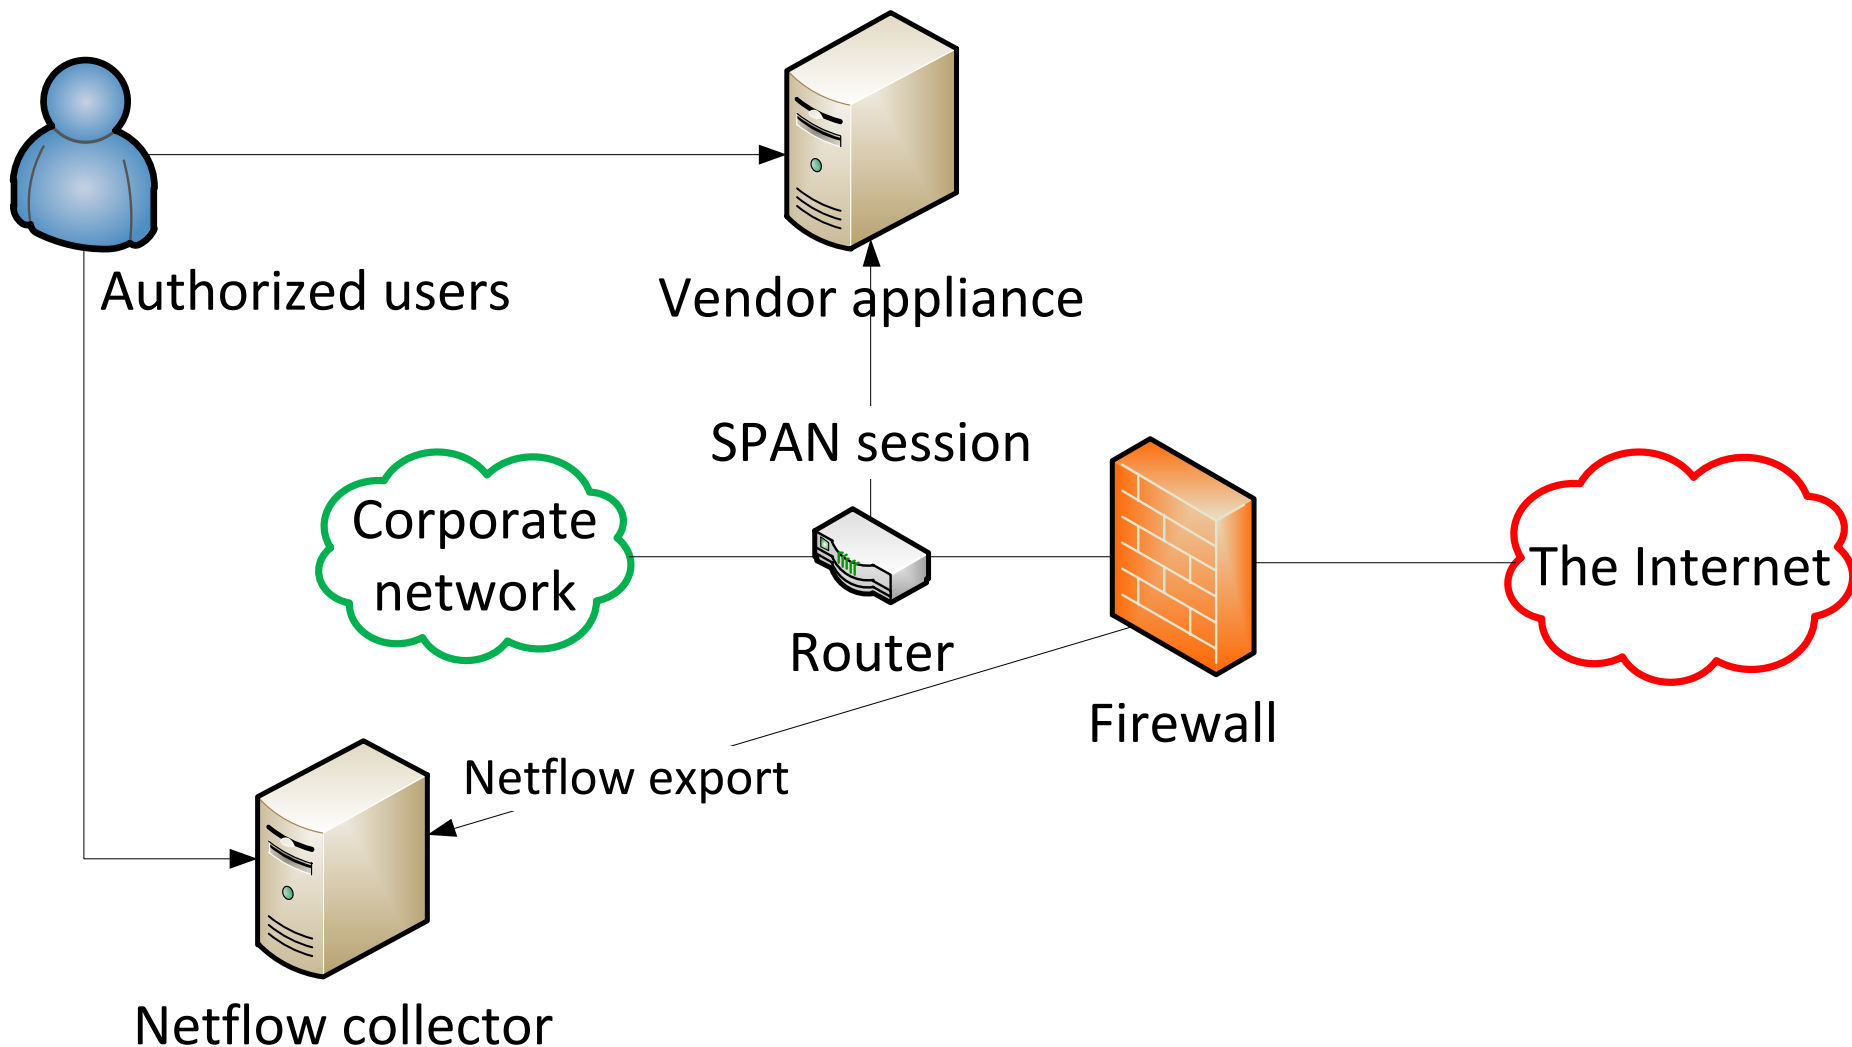 Authorized users
Vendor appliance
SPAN session
Corporate
network
The Internet
Router
Firewall
Netflow export
Netflow collector